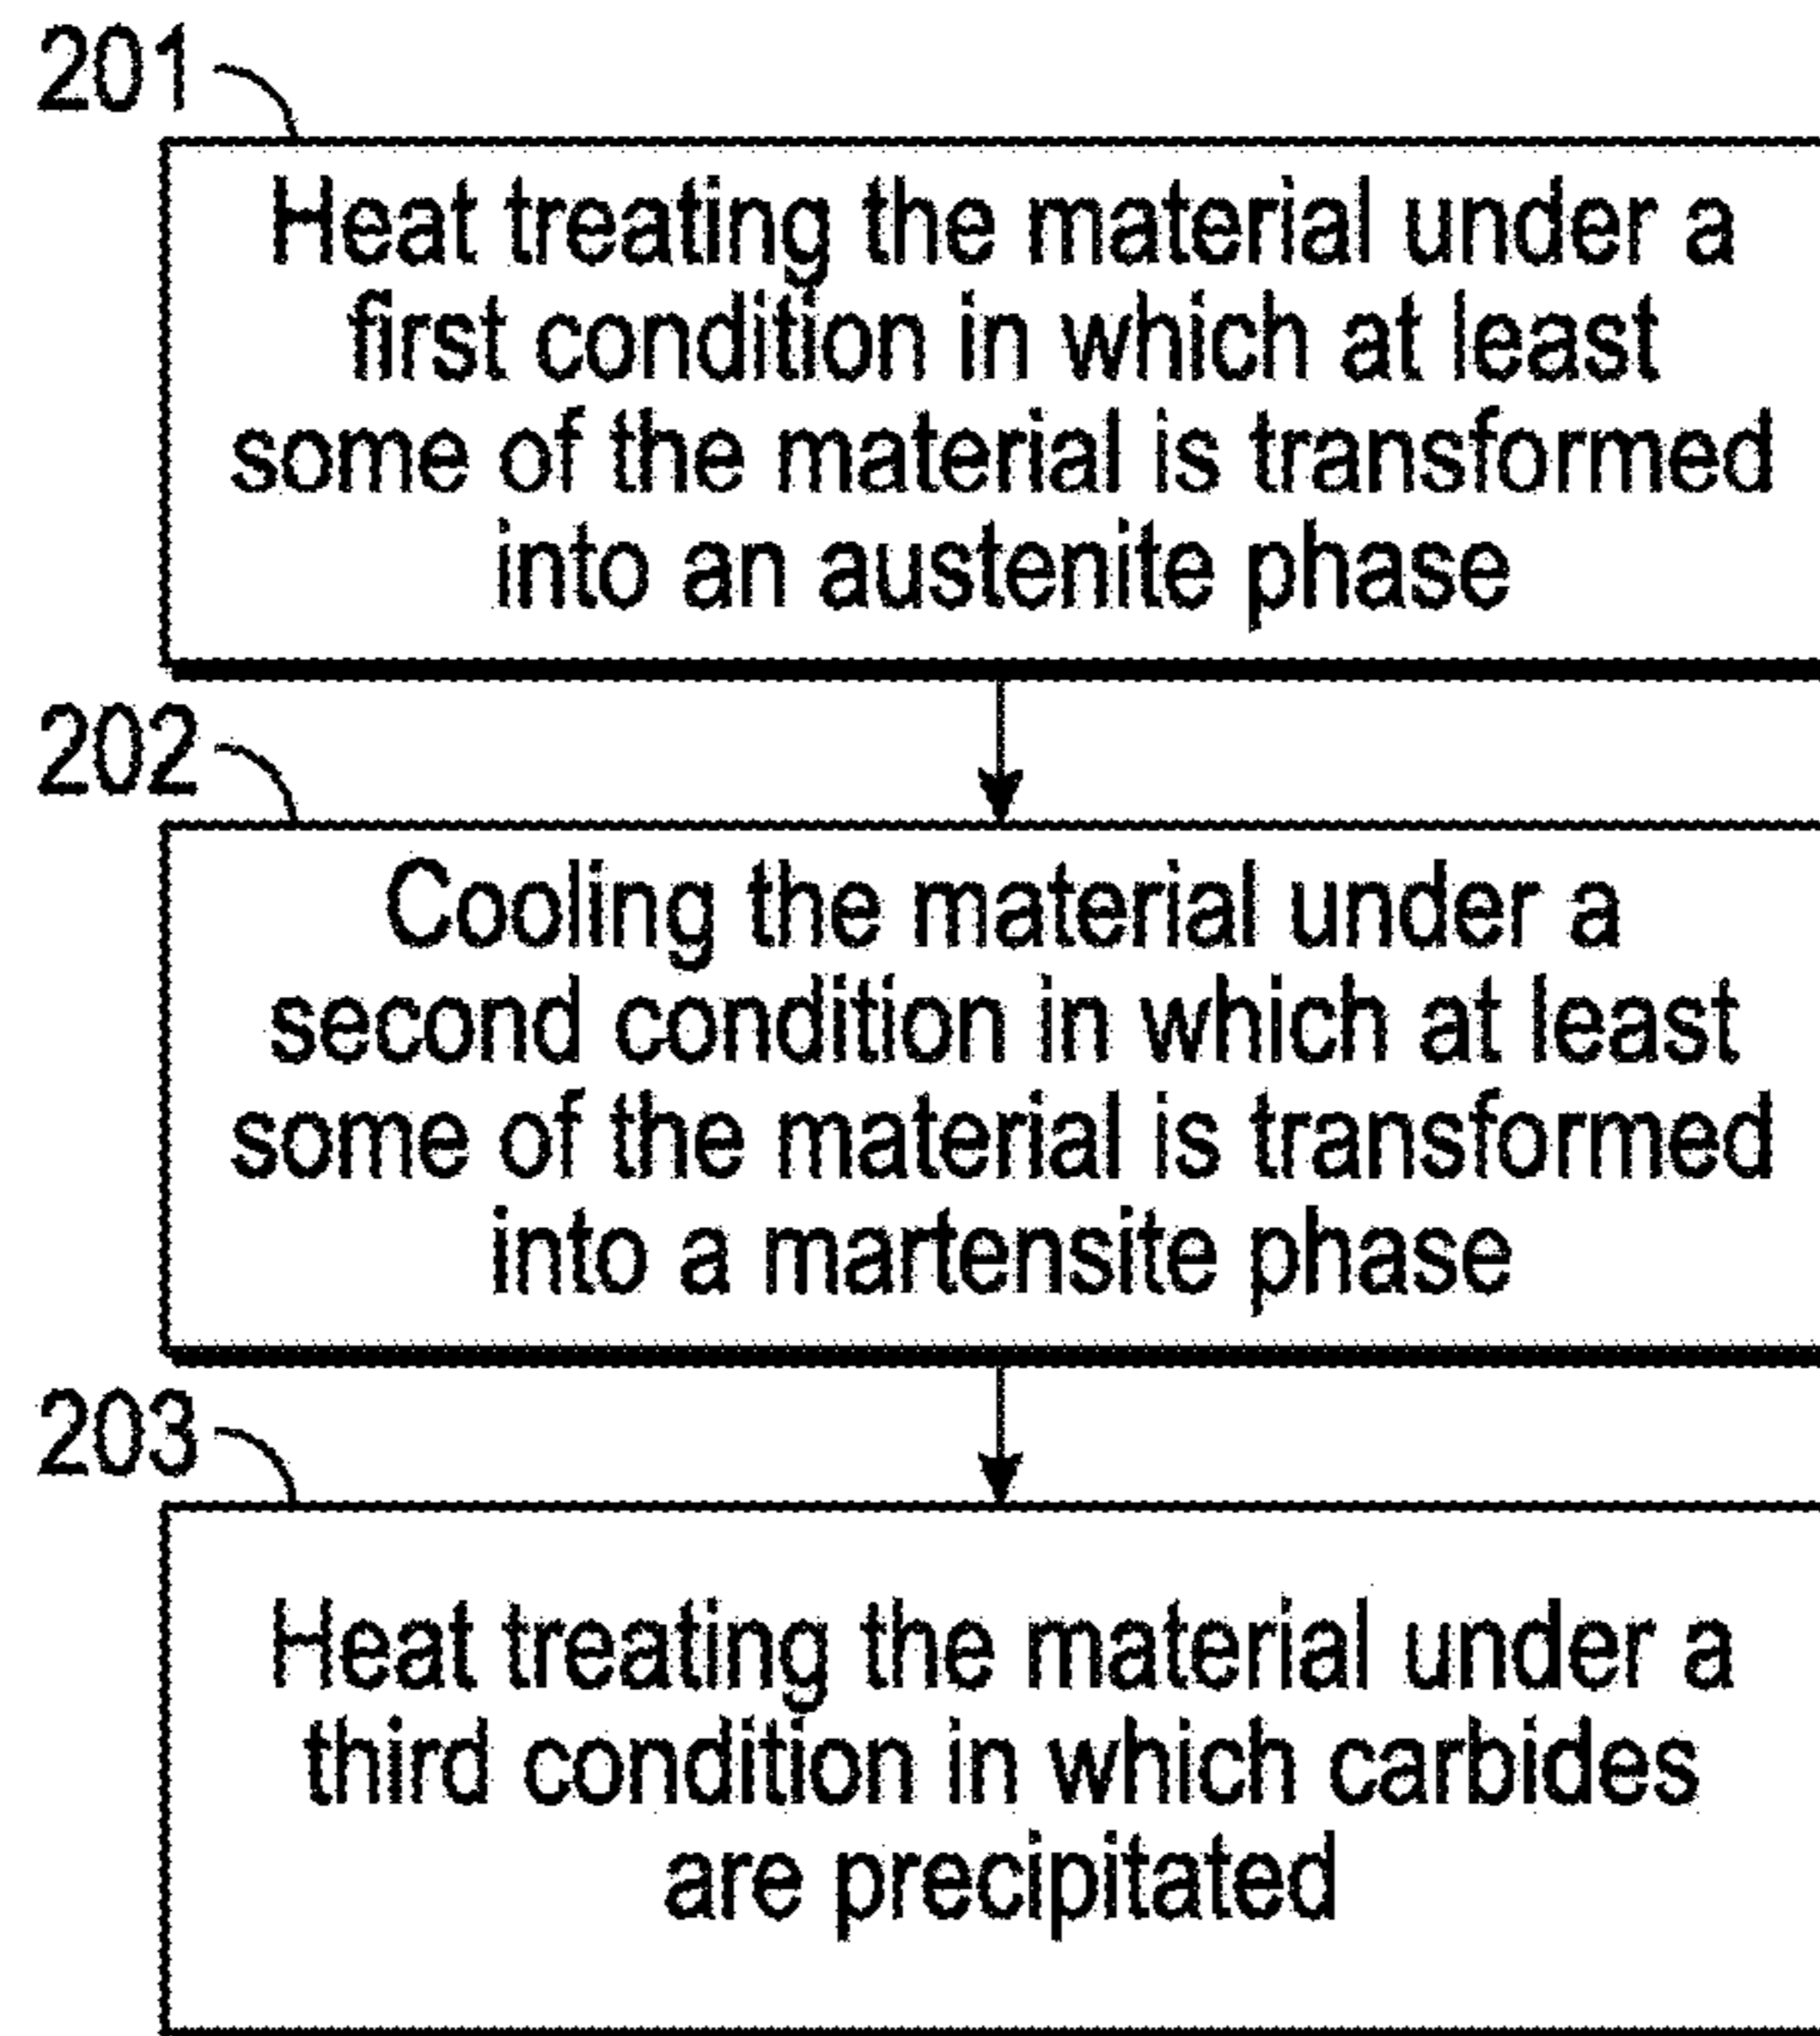 201
Heat treating the material under a
first condition in which at least
some of the material is transformed
into an austenite phase
202
Cooling the material under a
second condition in which at least
some of the material is transformed
into a martensite phase
203
Heat treating the material under a
third condition in which carbides
are precipitated